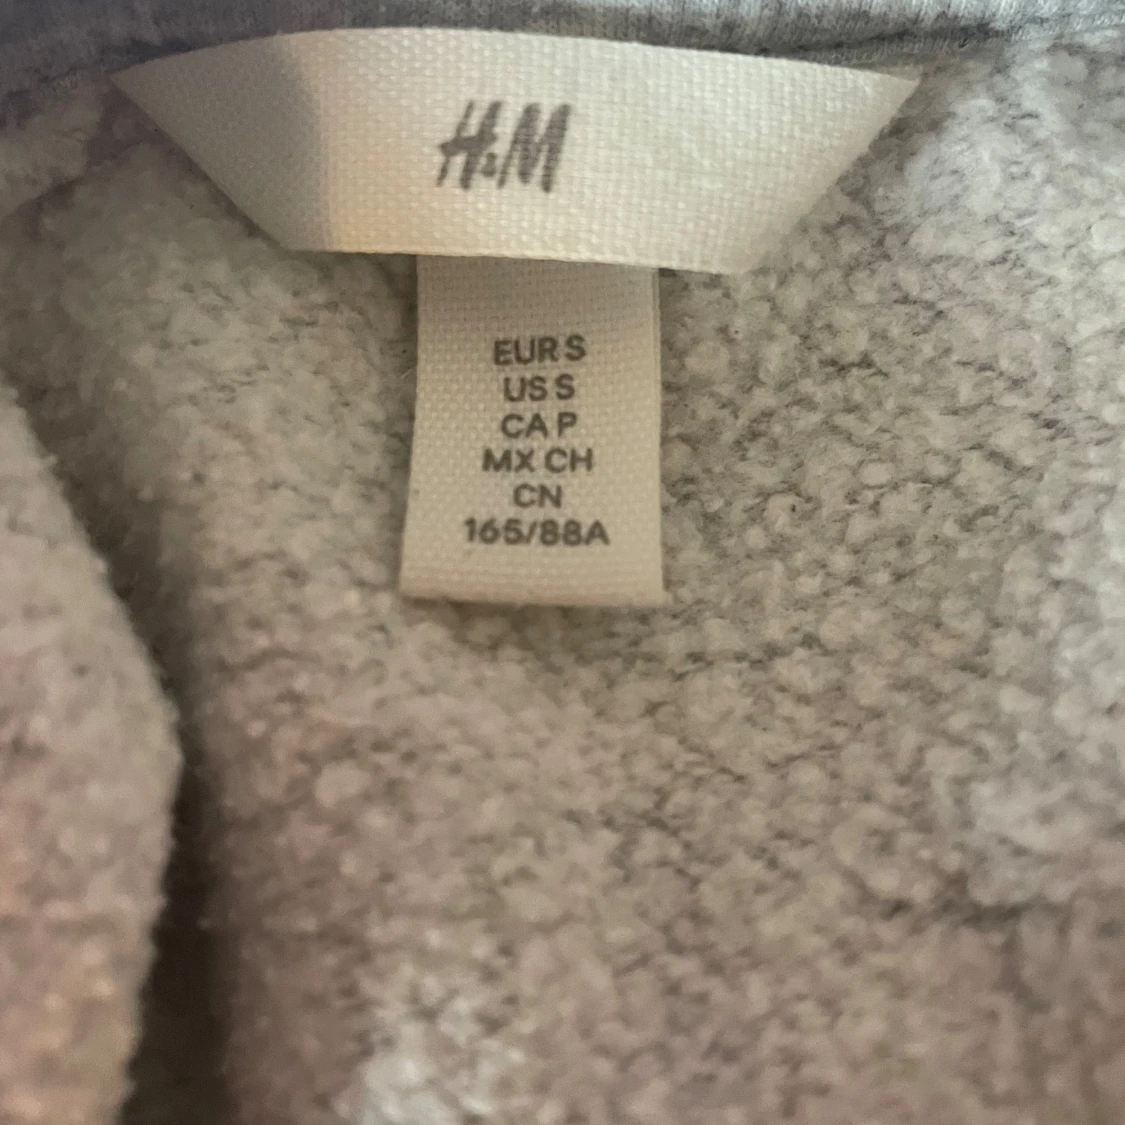 H&M
EUR S
US S
CA P
MX CH
CN
165/88A